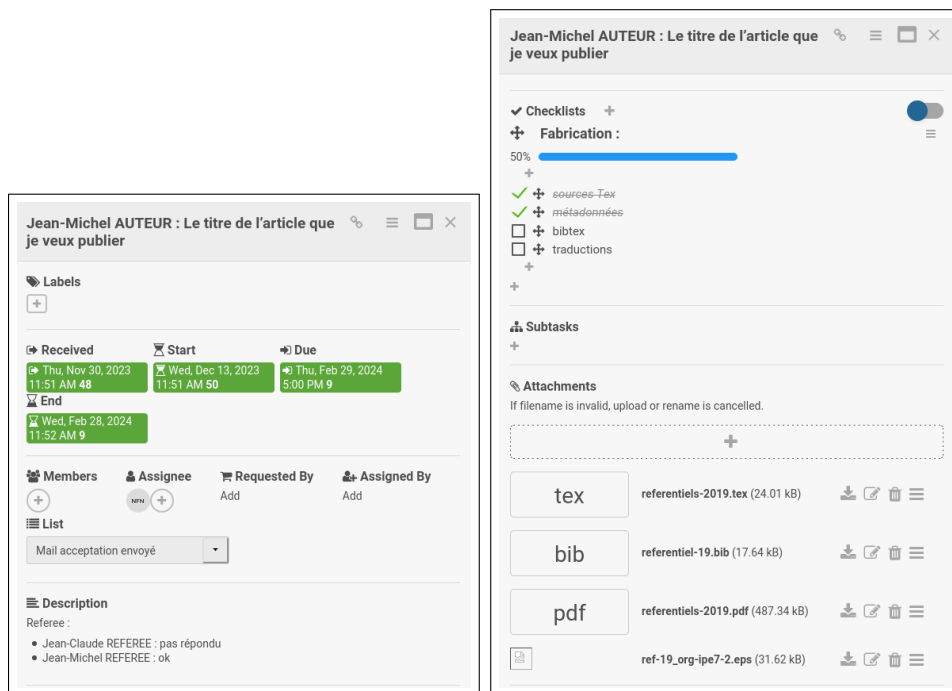 Jean-Michel AUTEUR : Le titre de l'article que
je veux publier
Labels
Received
Start
Due
Thu, Nov 30, 2023
11:51 AM 48
Wed, Dec 13, 2023
11:51 AM 50
Thu, Feb 29, 2024
5:00 PM 9
End
Wed, Feb 28, 2024
11:52 AM 9
Members
Assignee
Requested By
Assigned By
NFN
Add
Add
List
Mail acceptation envoyé
Description
Referee :
• Jean-Claude REFEREE : pas répondu
• Jean-Michel REFEREE : ok
Jean-Michel AUTEUR : Le titre de l'article que
je veux publier
Checklists
Fabrication :
50%
sources Tex
métadonnées
bibtex
traductions
Subtasks
Attachments
If filename is invalid, upload or rename is cancelled.
tex
referentiels-2019.tex (24.01 kB)
bib
referentiel-19.bib (17.64 kB)
pdf
referentiels-2019.pdf (487.34 kB)
ref-19_org-ipe7-2.eps (31.62 kB)